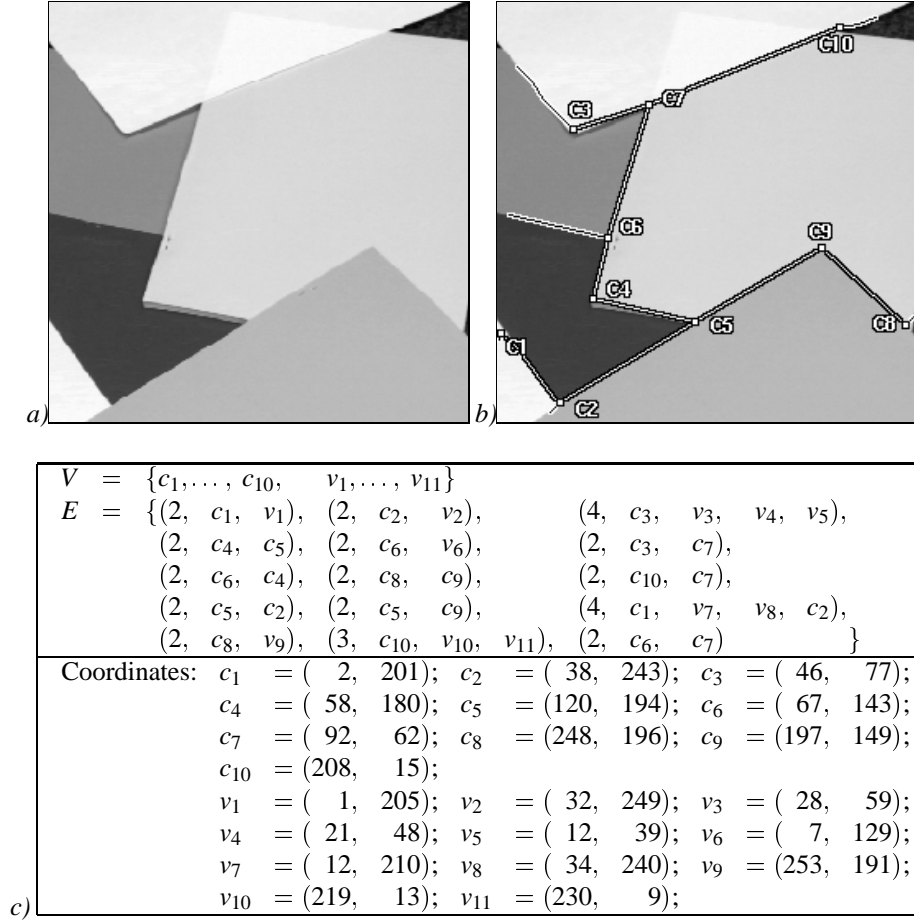 C10
C3 C7
C6
C9
C4
C5 C8
C1
C2
a) b)
V = {c₁,..., c₁₀, v₁,..., v₁₁}
E = {(2, c₁, v₁), (2, c₂, v₂), (4, c₃, v₃, v₄, v₅),
(2, c₄, c₅), (2, c₆, v₆), (2, c₃, c₇),
(2, c₆, c₄), (2, c₈, c₉), (2, c₁₀, c₇),
(2, c₅, c₂), (2, c₅, c₉), (4, c₁, v₇, v₈, c₂),
(2, c₈, v₉), (3, c₁₀, v₁₀, v₁₁), (2, c₆, c₇) }
Coordinates: c₁ = ( 2, 201); c₂ = ( 38, 243); c₃ = ( 46, 77);
c₄ = ( 58, 180); c₅ = (120, 194); c₆ = ( 67, 143);
c₇ = ( 92, 62); c₈ = (248, 196); c₉ = (197, 149);
c₁₀ = (208, 15);
v₁ = ( 1, 205); v₂ = ( 32, 249); v₃ = ( 28, 59);
v₄ = ( 21, 48); v₅ = ( 12, 39); v₆ = ( 7, 129);
v₇ = ( 12, 210); v₈ = ( 34, 240); v₉ = (253, 191);
v₁₀ = (219, 13); v₁₁ = (230, 9);
c)